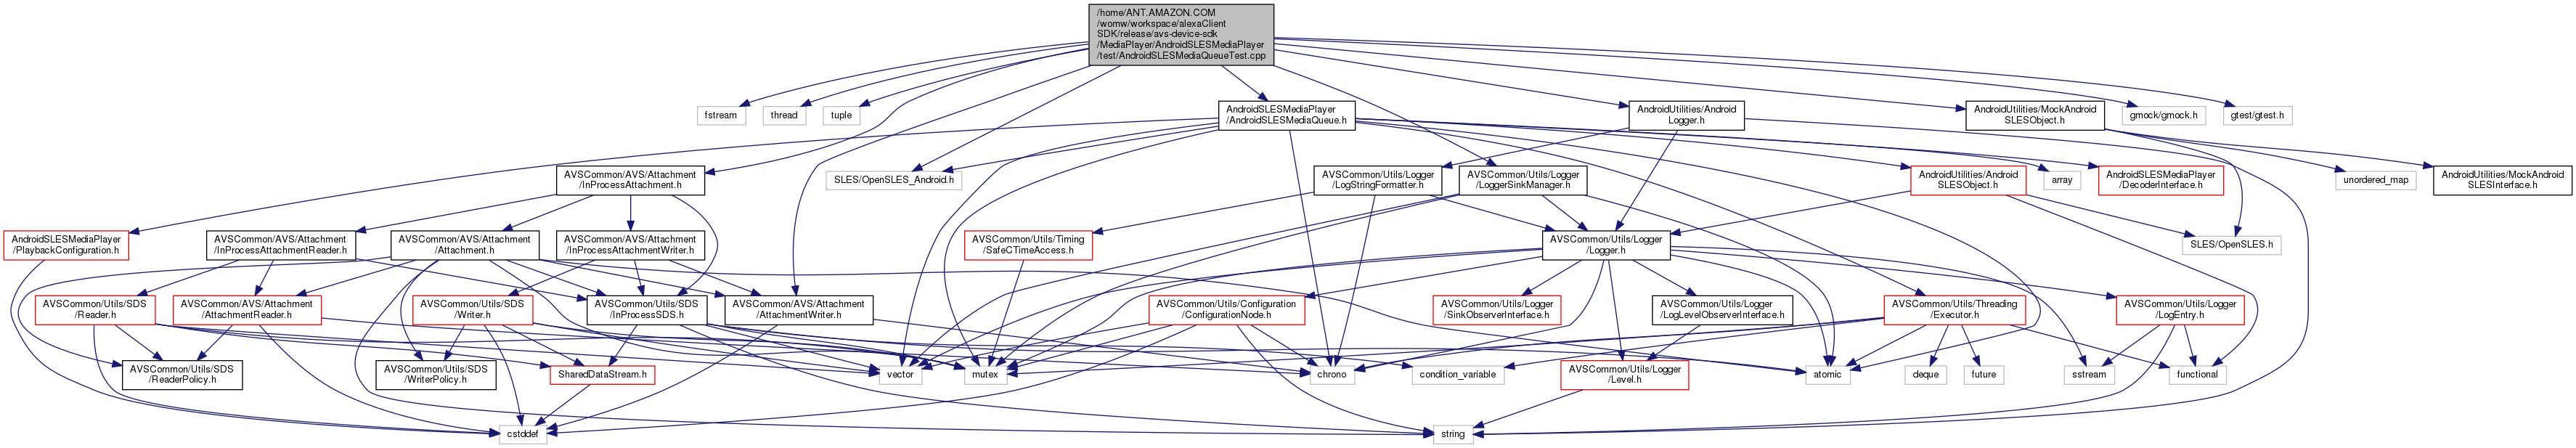 /home/ANT.AMAZON.COM
/womw/workspace/alexaClient
SDK/release/avs-device-sdk
/MediaPlayer/AndroidSLESMediaPlayer
/test/AndroidSLESMediaQueueTest.cpp
fstream
thread
tuple
AndroidSLESMediaPlayer
/AndroidSLESMediaQueue.h
AndroidUtilities/Android
Logger.h
AndroidUtilities/MockAndroid
SLESObject.h
gmock/gmock.h
gtest/gtest.h
AVSCommon/AVS/Attachment
/InProcessAttachment.h
SLES/OpenSLES_Android.h
AVSCommon/Utils/Logger
/LogStringFormatter.h
AVSCommon/Utils/Logger
/LoggerSinkManager.h
AndroidUtilities/Android
SLESObject.h
array
AndroidSLESMediaPlayer
/DecoderInterface.h
unordered_map
AndroidUtilities/MockAndroid
SLESInterface.h
AndroidSLESMediaPlayer
/PlaybackConfiguration.h
AVSCommon/AVS/Attachment
/InProcessAttachmentReader.h
AVSCommon/AVS/Attachment
/Attachment.h
AVSCommon/AVS/Attachment
/InProcessAttachmentWriter.h
AVSCommon/Utils/Timing
/SafeCTimeAccess.h
AVSCommon/Utils/Logger
/Logger.h
SLES/OpenSLES.h
AVSCommon/Utils/SDS
/Reader.h
AVSCommon/AVS/Attachment
/AttachmentReader.h
AVSCommon/Utils/SDS
/Writer.h
AVSCommon/Utils/SDS
/InProcessSDS.h
AVSCommon/AVS/Attachment
/AttachmentWriter.h
AVSCommon/Utils/Configuration
/ConfigurationNode.h
AVSCommon/Utils/Logger
/SinkObserverInterface.h
AVSCommon/Utils/Logger
/LogLevelObserverInterface.h
AVSCommon/Utils/Threading
/Executor.h
AVSCommon/Utils/Logger
/LogEntry.h
AVSCommon/Utils/SDS
/ReaderPolicy.h
AVSCommon/Utils/SDS
/WriterPolicy.h
SharedDataStream.h
condition_variable
vector
mutex
chrono
AVSCommon/Utils/Logger
/Level.h
atomic
deque
future
sstream
functional
cstddef
string